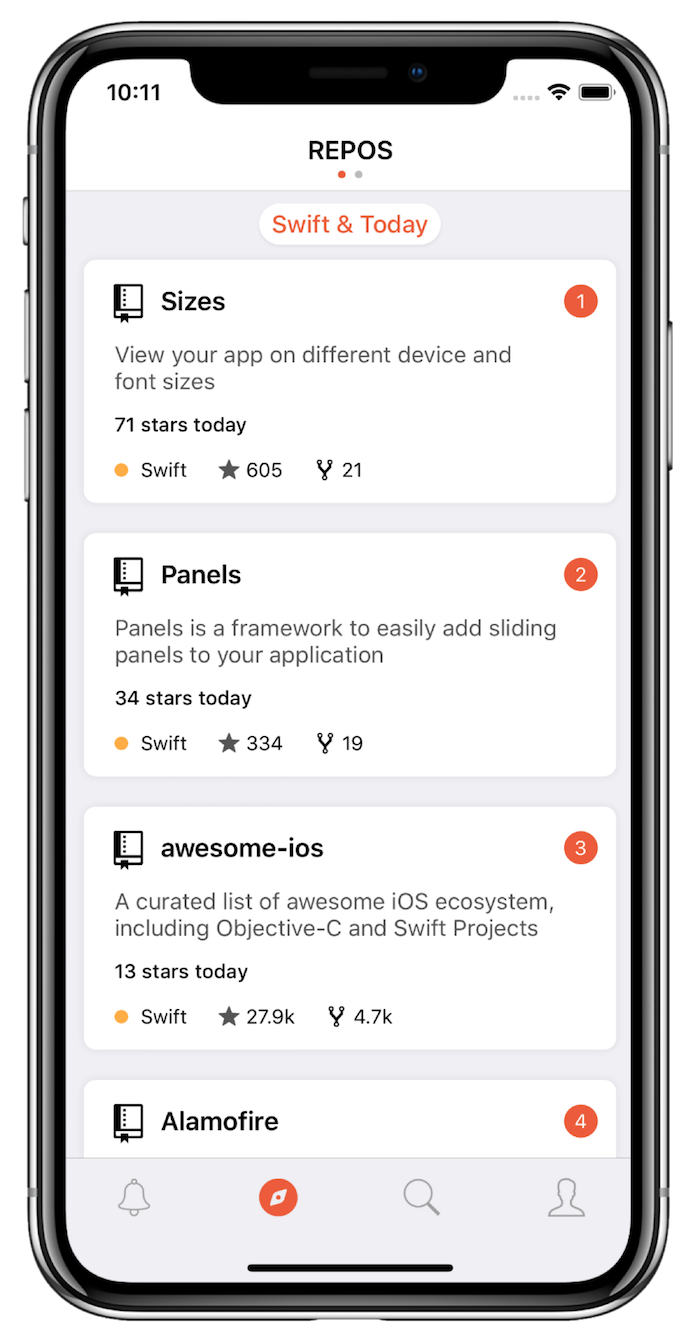 10:11
REPOS
Swift & Today
Sizes 1
View your app on different device and
font sizes
71 stars today
Swift 605 21
Panels 2
Panels is a framework to easily add sliding
panels to your application
34 stars today
Swift 334 19
awesome-ios 3
A curated list of awesome iOS ecosystem,
including Objective-C and Swift Projects
13 stars today
Swift 27.9k 4.7k
Alamofire 4